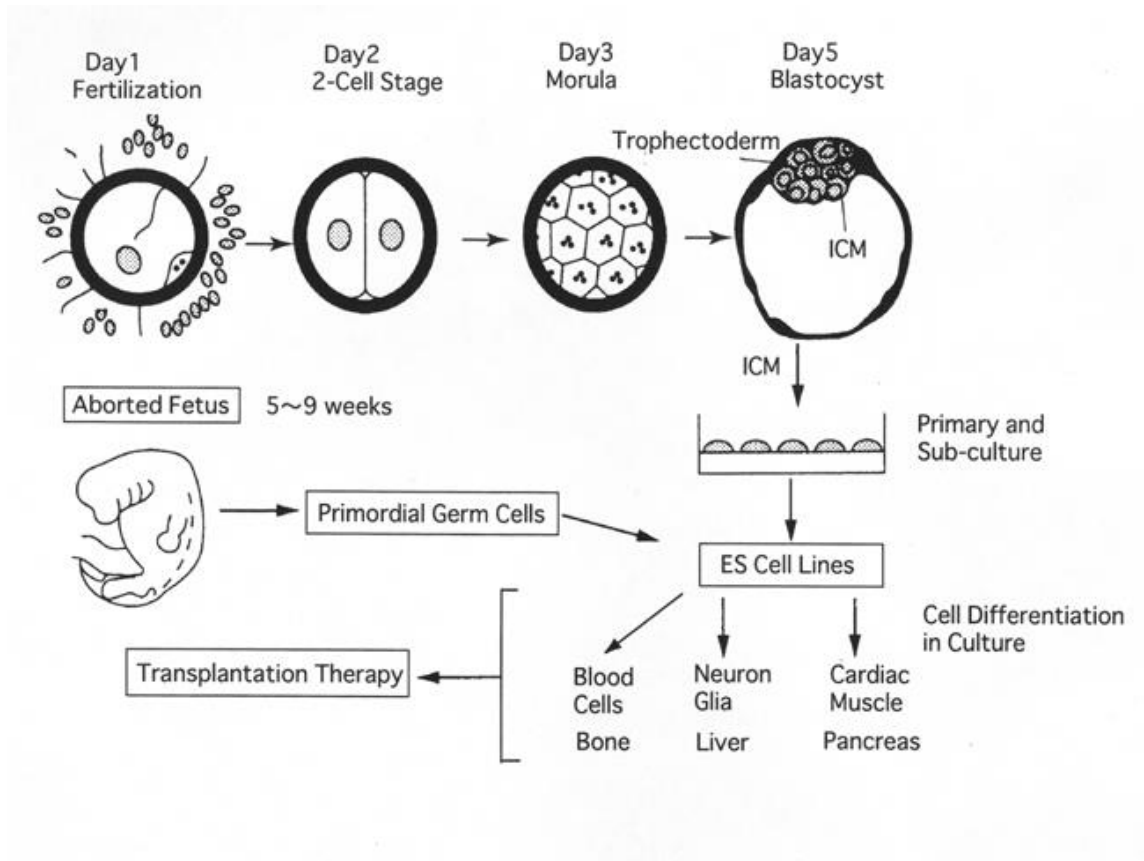 Day1
Fertilization
Day2
2-Cell Stage
Day3
Morula
Day5
Blastocyst
Trophectoderm
ICM
ICM
Aborted Fetus
5~9 weeks
Primary and
Sub-culture
Primordial Germ Cells
ES Cell Lines
Cell Differentiation
in Culture
Transplantation Therapy
Blood
Cells
Bone
Neuron
Glia
Liver
Cardiac
Muscle
Pancreas